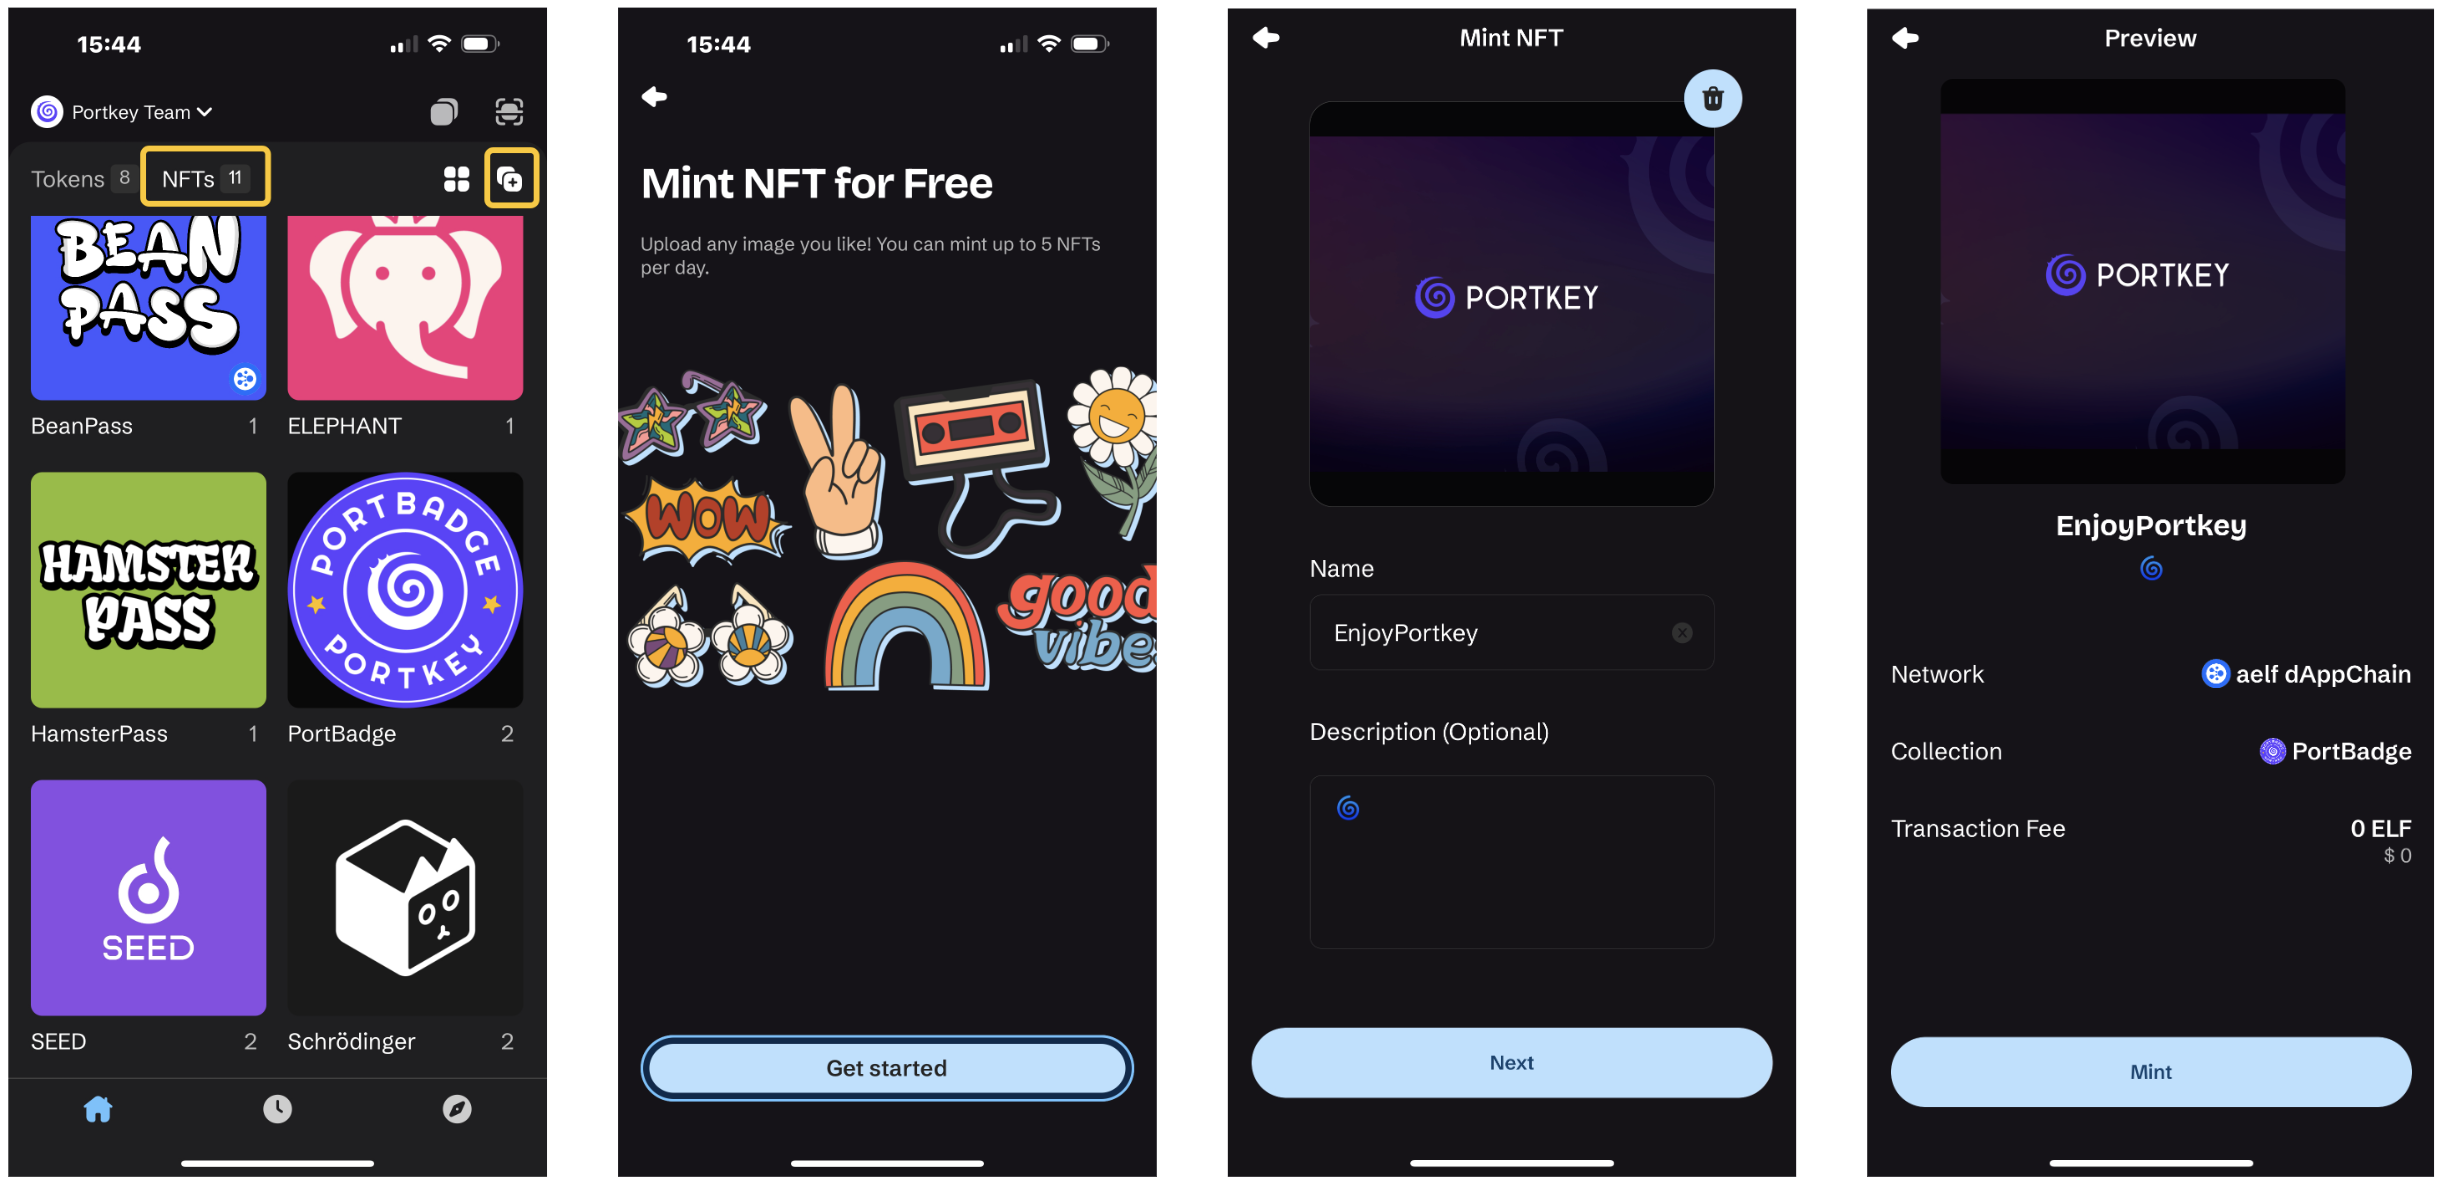 15:44
Portkey Team
Tokens 8 NFTs 11
BEAN
PASS
BeanPass 1 ELEPHANT 1
HAMSTER
PASS
PORTBADGE
PORTKEY
HamsterPass 1 PortBadge 2
SEED
SEED 2 Schrödinger 2
15:44
Mint NFT for Free
Upload any image you like! You can mint up to 5 NFTs
per day.
WOW
good
vibe
Get started
Mint NFT
PORTKEY
Name
EnjoyPortkey
Description (Optional)
Next
Preview
PORTKEY
EnjoyPortkey
Network aelf dAppChain
Collection PortBadge
Transaction Fee 0 ELF
$ 0
Mint